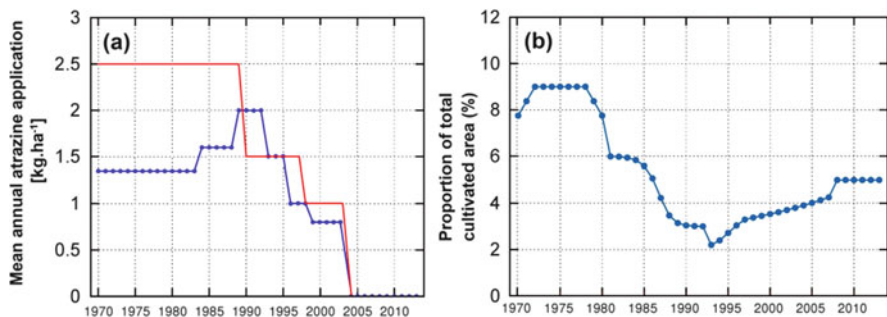 Mean annual atrazine application
[kg.ha-1]
(a)
3
2.5
2
1.5
1
0.5
0
1970 1975 1980 1985 1990 1995 2000 2005 2010
Proportion of total
cultivated area (%)
(b)
12
10
8
6
4
2
0
1970 1975 1980 1985 1990 1995 2000 2005 2010